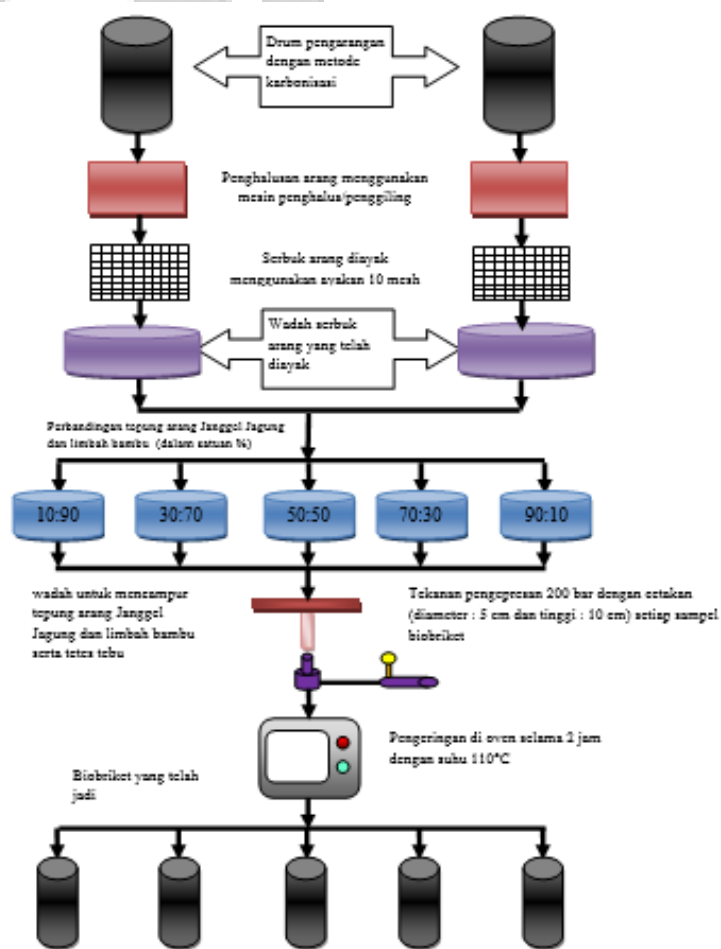 Drum pengarangan
dengan metode
karbonisasi
Penghalusan arang menggunakan
mesin penghalus/penggiling
Serbuk arang diayak
menggunakan ayakan 10 mesh
Wadah serbuk
arang yang telah
diayak
Perbandingan tepung arang Janggel Jagung
dan limbah bambu (dalam satuan %)
10:90
30:70
50:50
70:30
90:10
wadah untuk mencampur
tepung arang Janggel
Jagung dan limbah bambu
serta tetes tebu
Tekanan pengepresan 200 bar dengan cetakan
(diameter : 5 cm dan tinggi : 10 cm) setiap sampel
biobriket
Pengeringan di oven selama 2 jam
dengan suhu 110°C
Biobriket yang telah
jadi